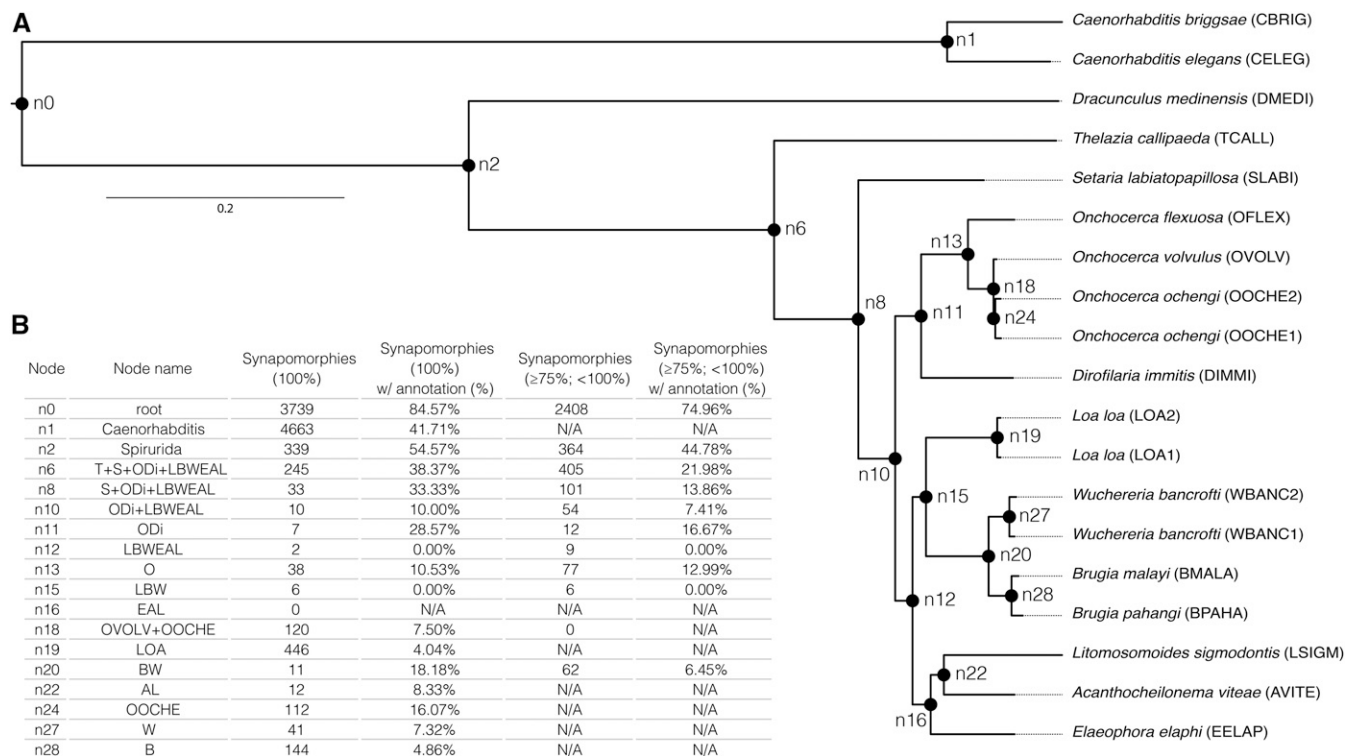 A
Caenorhabditis briggsae (CBRIG)
n1
Caenorhabditis elegans (CELEG)
Dracunculus medinensis (DMEDI)
n0
Thelazia callipaeda (TCALL)
n2
Setaria labiatopapillosa (SLABI)
0.2
Onchocerca flexuosa (OFLEX)
n6
n13
Onchocerca volvulus (OVOLV)
n18
Onchocerca ochengi (OOCHE2)
n8
n11
n24
Onchocerca ochengi (OOCHE1)
Dirofilaria immitis (DIMMI)
Loa loa (LOA2)
n19
Loa loa (LOA1)
n10
n15
Wuchereria bancrofti (WBANC2)
n27
Wuchereria bancrofti (WBANC1)
n20
Brugia malayi (BMALA)
n28
n12
Brugia pahangi (BPAHA)
Litomosomoides sigmodontis (LSIGM)
n22
Acanthocheilonema viteae (AVITE)
n16
Elaeophora elaphi (EELAP)
B
Node Node name Synapomorphies (100%) Synapomorphies (100%) w/ annotation (%) Synapomorphies (≥75%; <100%) Synapomorphies (≥75%; <100%) w/ annotation (%)
n0 root 3739 84.57% 2408 74.96%
n1 Caenorhabditis 4663 41.71% N/A N/A
n2 Spirurida 339 54.57% 364 44.78%
n6 T+S+ODi+LBWEAL 245 38.37% 405 21.98%
n8 S+ODi+LBWEAL 33 33.33% 101 13.86%
n10 ODi+LBWEAL 10 10.00% 54 7.41%
n11 ODi 7 28.57% 12 16.67%
n12 LBWEAL 2 0.00% 9 0.00%
n13 O 38 10.53% 77 12.99%
n15 LBW 6 0.00% 6 0.00%
n16 EAL 0 N/A N/A N/A
n18 OVOLV+OOCHE 120 7.50% 0 N/A
n19 LOA 446 4.04% N/A N/A
n20 BW 11 18.18% 62 6.45%
n22 AL 12 8.33% N/A N/A
n24 OOCHE 112 16.07% N/A N/A
n27 W 41 7.32% N/A N/A
n28 B 144 4.86% N/A N/A